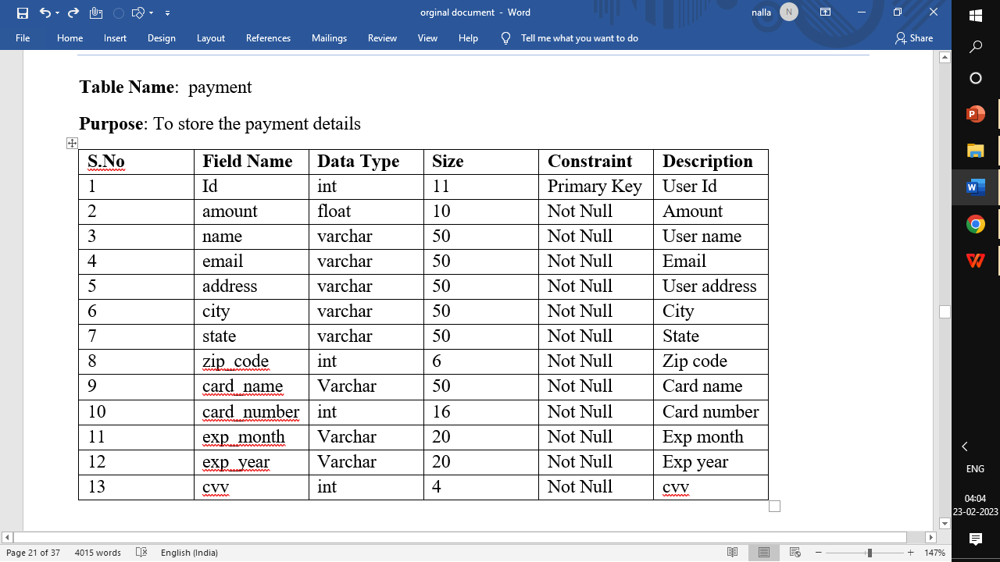 orginal document - Word
nalla
N
File Home Insert Design Layout References Mailings Review View Help Tell me what you want to do Share
Table Name: payment
Purpose: To store the payment details
S.No Field Name Data Type Size Constraint Description
1 Id int 11 Primary Key User Id
2 amount float 10 Not Null Amount
3 name varchar 50 Not Null User name
4 email varchar 50 Not Null Email
5 address varchar 50 Not Null User address
6 city varchar 50 Not Null City
7 state varchar 50 Not Null State
8 zip_code int 6 Not Null Zip code
9 card_name Varchar 50 Not Null Card name
10 card_number int 16 Not Null Card number
11 exp_month Varchar 20 Not Null Exp month
12 exp_year Varchar 20 Not Null Exp year
13 cvv int 4 Not Null cvv
Page 21 of 37 4015 words English (India) 147%
P
W
ENG
04:04
23-02-2023